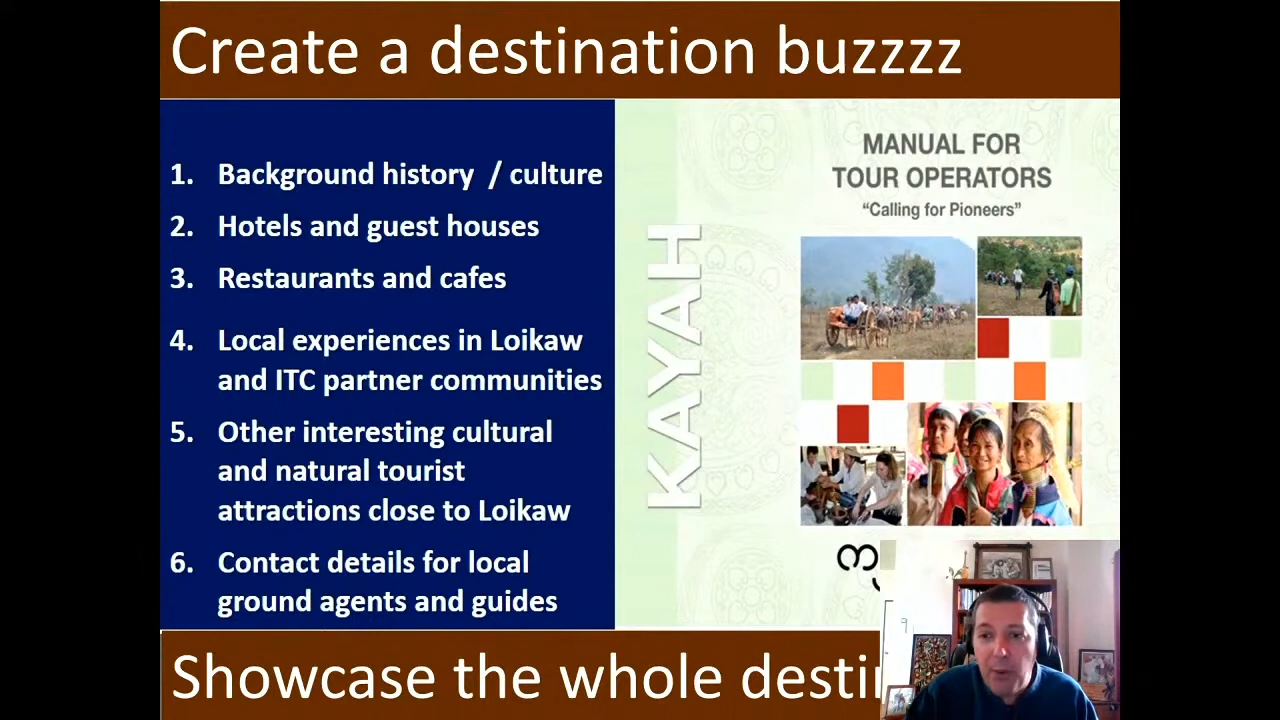 Create a destination buzzzz
1. Background history / culture
2. Hotels and guest houses
3. Restaurants and cafes
4. Local experiences in Loikaw
and ITC partner communities
5. Other interesting cultural
and natural tourist
attractions close to Loikaw
6. Contact details for local
ground agents and guides
KAYAH
MANUAL FOR
TOUR OPERATORS
“Calling for Pioneers”
Showcase the whole